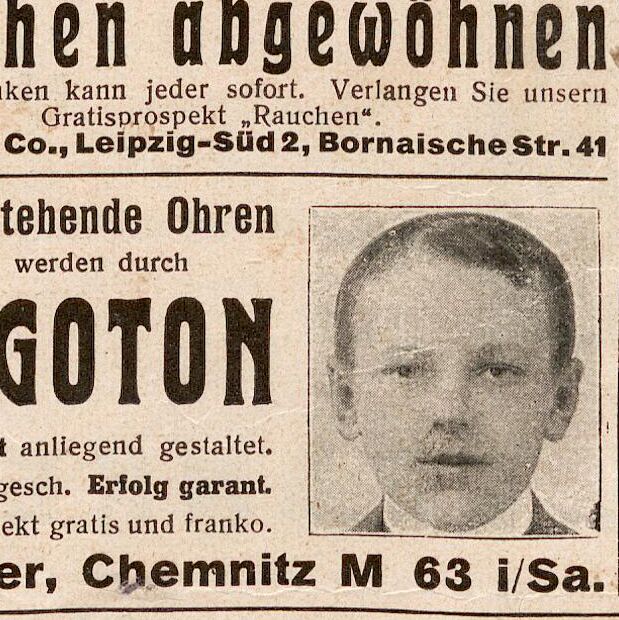 hen abgewöhnen
ken kann jeder sofort. Verlangen Sie unsern
Gratisprospekt „Rauchen“.
Co., Leipzig-Süd 2, Bornaische Str. 41
tehende Ohren
werden durch
GOTON
t anliegend gestaltet.
gesch. Erfolg garant.
ekt gratis und franko.
er, Chemnitz M 63 i/Sa.